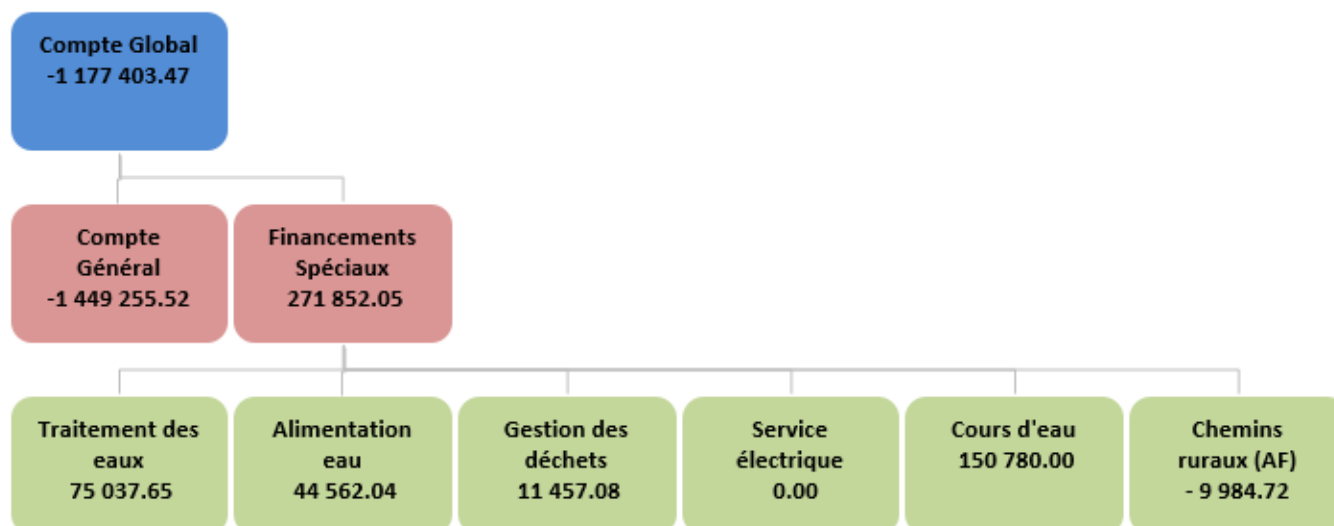 Compte Global
-1 177 403.47
Compte
Général
-1 449 255.52
Financements
Spéciaux
271 852.05
Traitement des
eaux
75 037.65
Alimentation
eau
44 562.04
Gestion des
déchets
11 457.08
Service
électrique
0.00
Cours d'eau
150 780.00
Chemins
ruraux (AF)
- 9 984.72